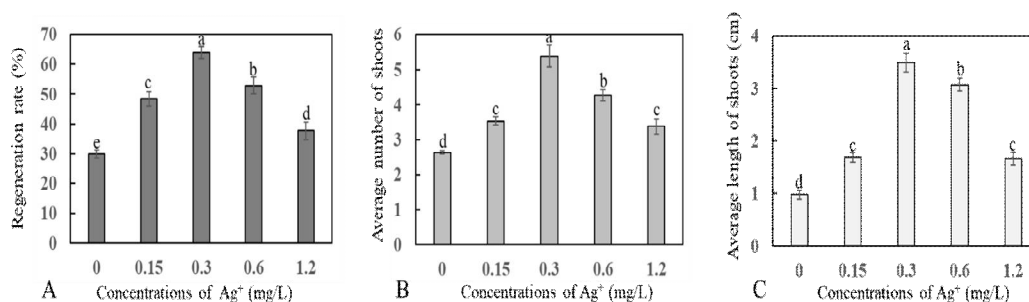 Regeneration rate (%)
70
60
50
40
30
20
10
0
e
c
a
b
d
0 0.15 0.3 0.6 1.2
A Concentrations of Ag⁺ (mg/L)
Average number of shoots
6
5
4
3
2
1
0
d
c
a
b
c
0 0.15 0.3 0.6 1.2
B Concentrations of Ag⁺ (mg/L)
Average length of shoots (cm)
4
3
2
1
0
d
c
a
b
c
0 0.15 0.3 0.6 1.2
C Concentrations of Ag⁺ (mg/L)